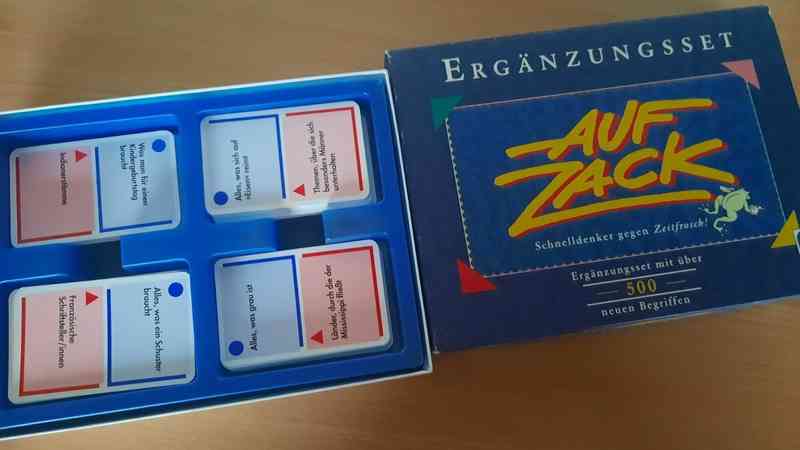 ERGÄNZUNGSSET
AUF
ZACK
Schnelldenker gegen Zeitfrosch!
Ergänzungsset mit über
500
neuen Begriffen
Was man für einen
Kindergeburtstag
braucht
Indianerstämme
Alles, was sich auf
»Eisen« reimt
Themen, über die sich
besonders Männer
unterhalten
Alles, was ein Schuster
braucht
Französische
Schriftsteller/innen
Alles, was grau ist
Länder, durch die der
Mississippi fließt